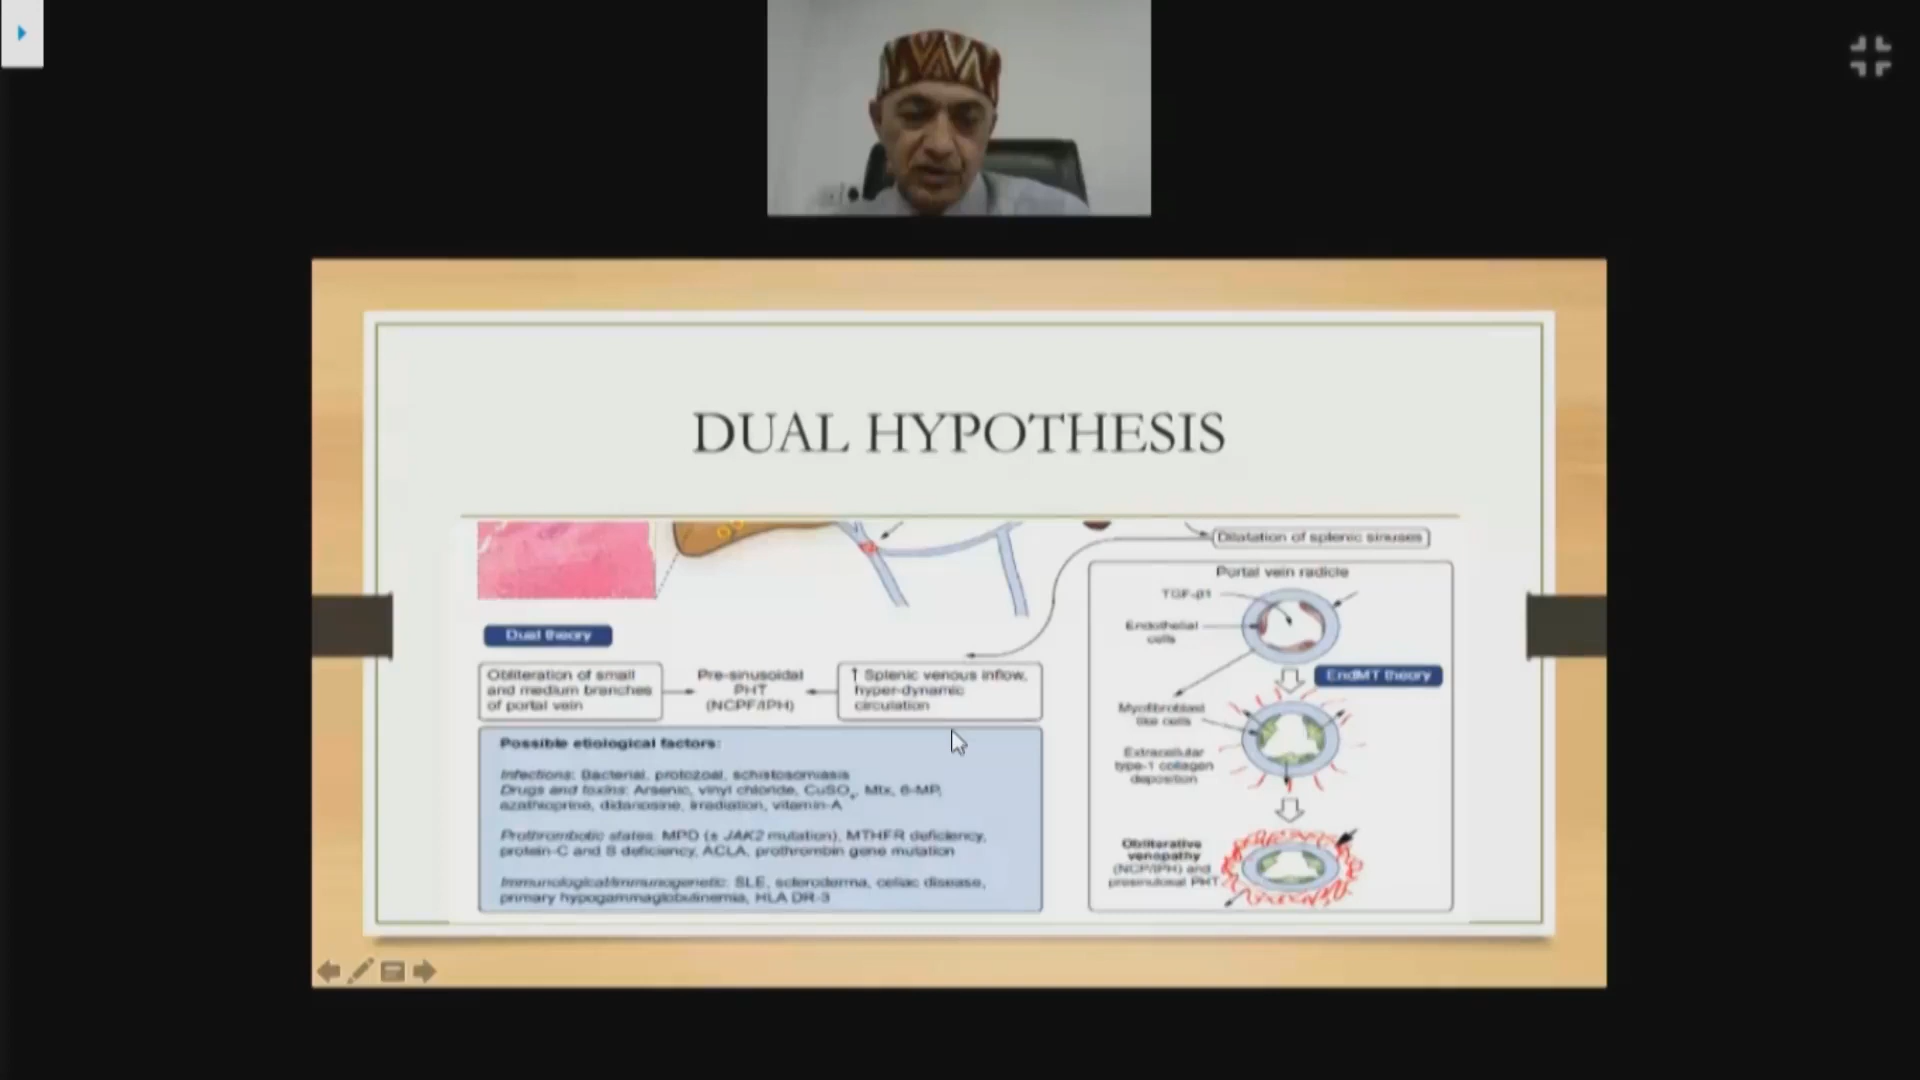 DUAL HYPOTHESIS
Dilatation of splenic sinuses
Dual theory
Obliteration of small
and medium branches
of portal vein
Pre-sinusoidal
PHT
(NCPF/IPH)
↑ Splenic venous inflow,
hyper-dynamic
circulation
Possible etiological factors:
Infections: Bacterial, protozoal, schistosomiasis
Drugs and toxins: Arsenic, vinyl chloride, CuSO₄, Mtx, 6-MP,
azathioprine, didanosine, irradiation, vitamin-A
Prothrombotic states: MPD (± JAK2 mutation), MTHFR deficiency,
protein-C and S deficiency, ACLA, prothrombin gene mutation
Immunological/immunogenetic: SLE, scleroderma, celiac disease,
primary hypogammaglobulinemia, HLA DR-3
Portal vein radicle
TGF-β1
Endothelial
cells
EndMT theory
Myofibroblast
like cells
Extracellular
type-1 collagen
deposition
Obliterative
venopathy
(NCPF/IPH) and
presinusoidal PHT